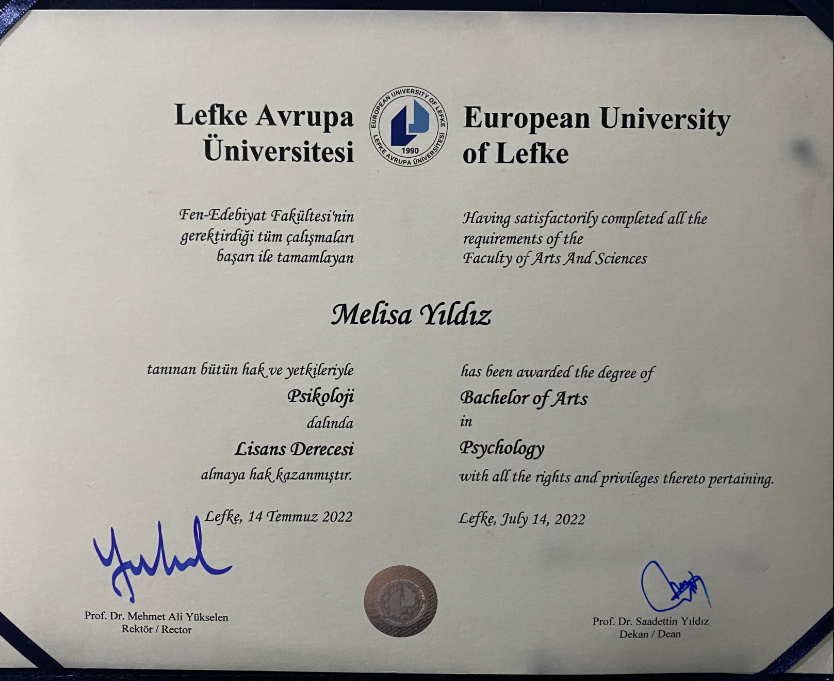 Lefke Avrupa
Üniversitesi
EUROPEAN UNIVERSITY OF LEFKE
LEFKE AVRUPA ÜNİVERSİTESİ
1990
European University
of Lefke
Fen-Edebiyat Fakültesi'nin
gerektirdiği tüm çalışmaları
başarı ile tamamlayan
Having satisfactorily completed all the
requirements of the
Faculty of Arts And Sciences
Melisa Yıldız
tanınan bütün hak ve yetkileriyle
Psikoloji
dalında
Lisans Derecesi
almaya hak kazanmıştır.
Lefke, 14 Temmuz 2022
has been awarded the degree of
Bachelor of Arts
in
Psychology
with all the rights and privileges thereto pertaining.
Lefke, July 14, 2022
Prof. Dr. Mehmet Ali Yükselen
Rektör / Rector
Prof. Dr. Saadettin Yıldız
Dekan / Dean